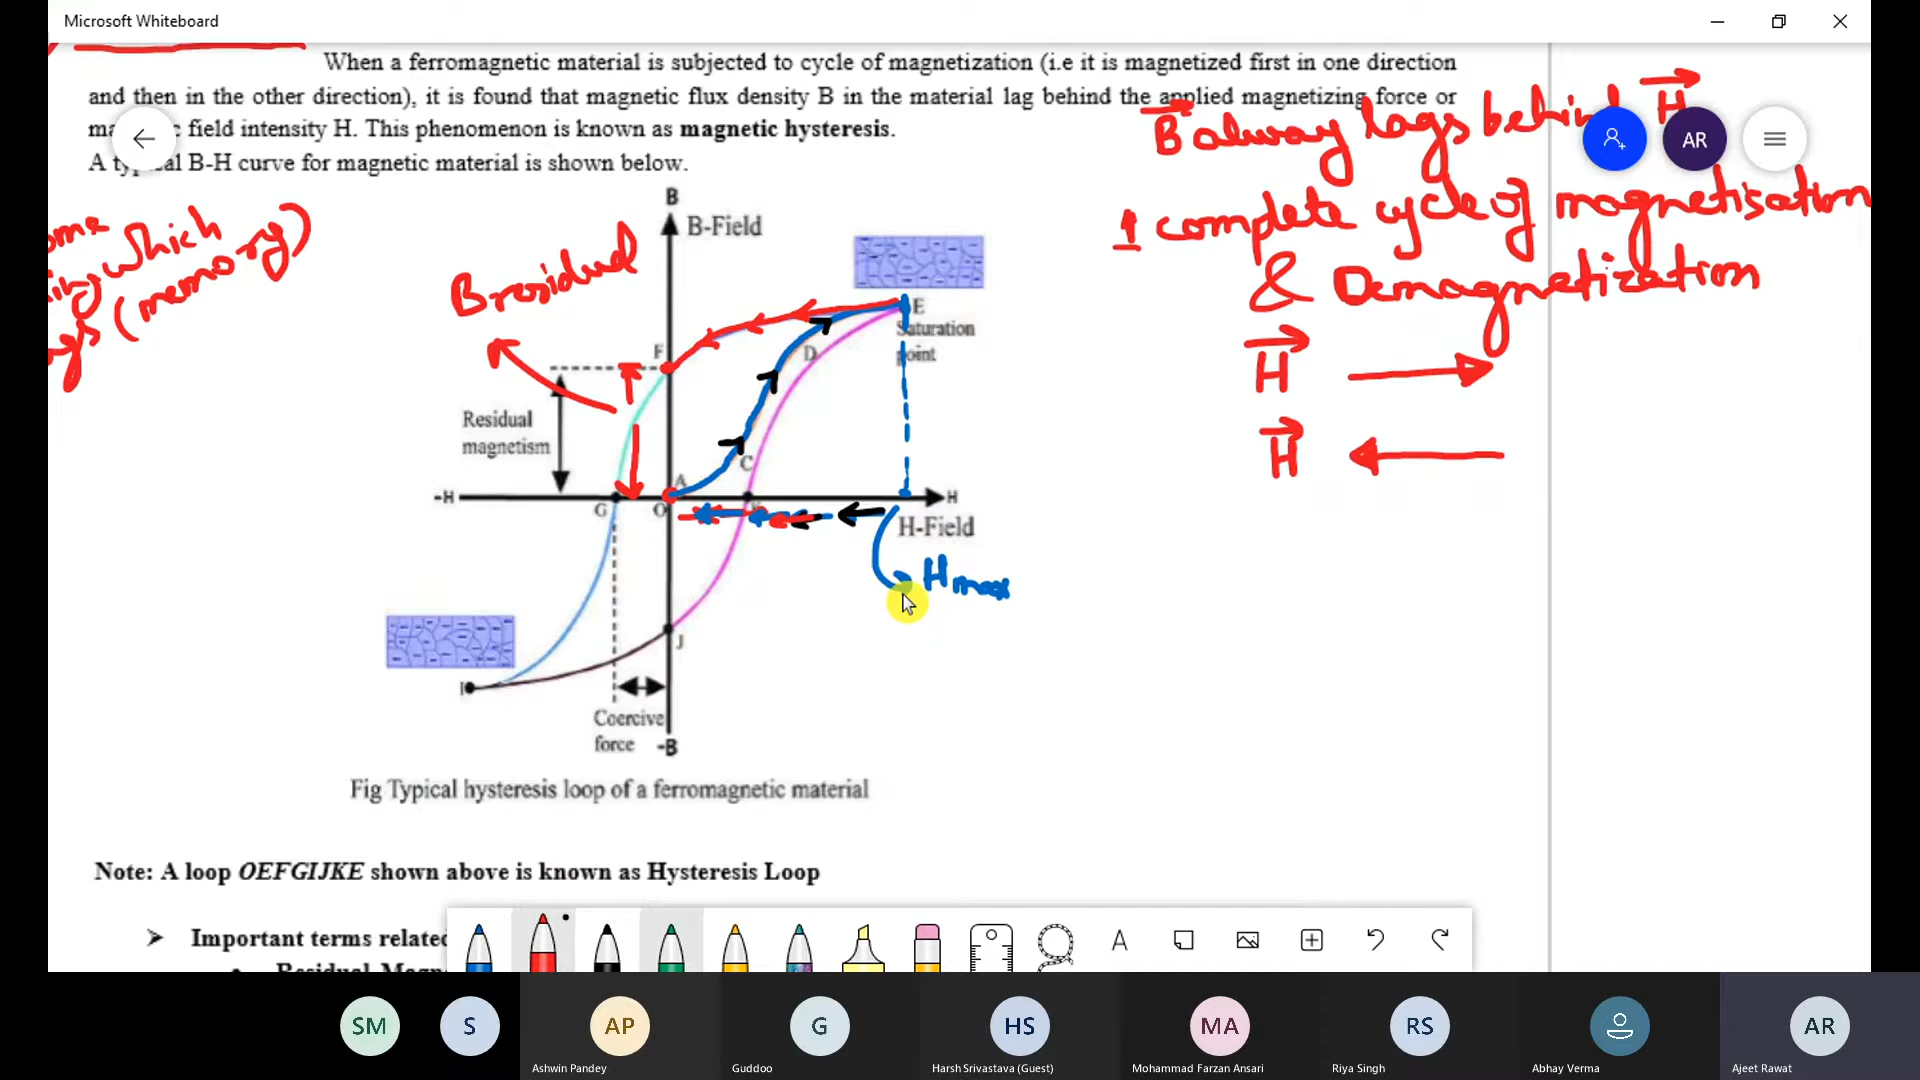 Microsoft Whiteboard
When a ferromagnetic material is subjected to cycle of magnetization (i.e it is magnetized first in one direction
and then in the other direction), it is found that magnetic flux density B in the material lag behind the applied magnetizing force or
field intensity H. This phenomenon is known as magnetic hysteresis.
B-H curve for magnetic material is shown below.
B alway lags behind H
AR
1 complete cycle of magnetisation
& Demagnetization
H
H
which
(memory)
B residual
B
B-Field
E
Saturation
point
F
D
Residual
magnetism
C
A
-H
H
G
O
H-Field
H max
J
I
Coercive
force
-B
Fig Typical hysteresis loop of a ferromagnetic material
Note: A loop OEFGIJKE shown above is known as Hysteresis Loop
Important terms related
SM
S
AP
G
HS
MA
RS
AR
Ashwin Pandey
Guddoo
Harsh Srivastava (Guest)
Mohammad Farzan Ansari
Riya Singh
Abhay Verma
Ajeet Rawat